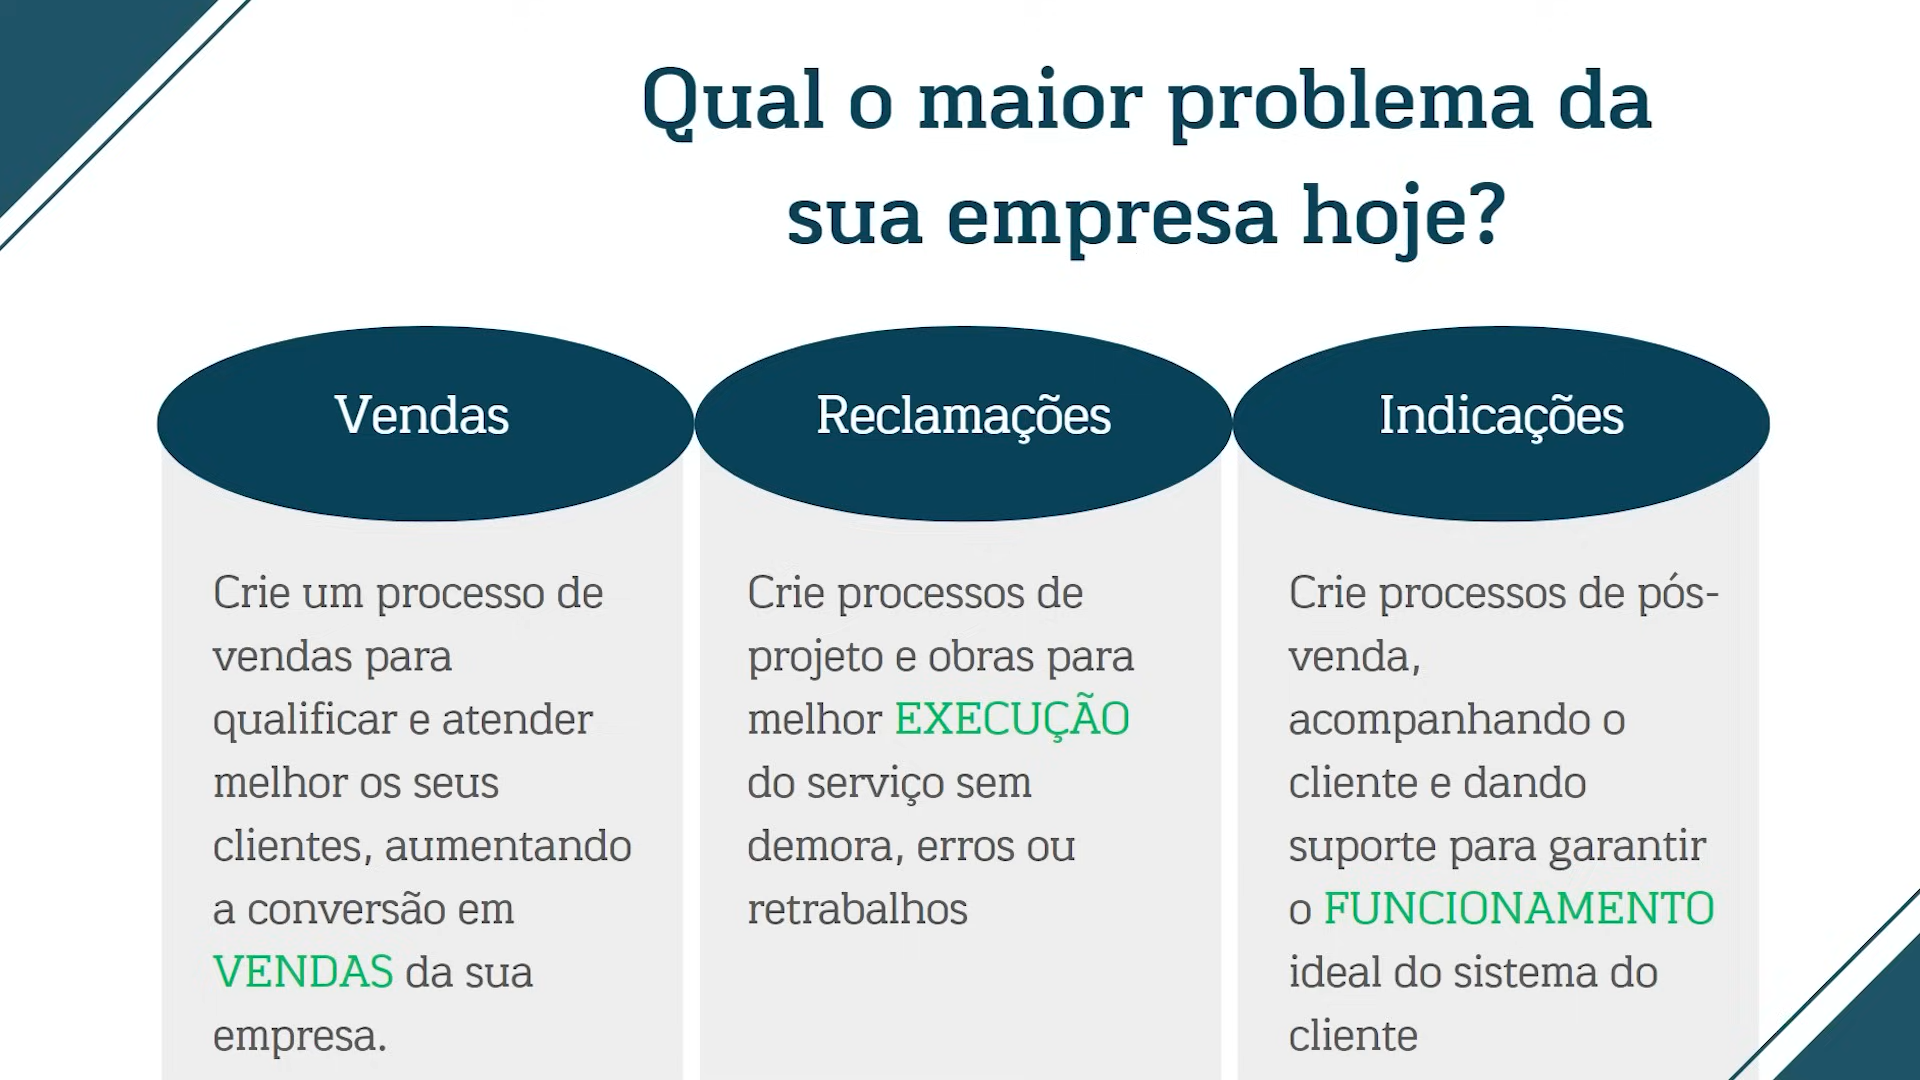 Qual o maior problema da
sua empresa hoje?
Vendas
Crie um processo de
vendas para
qualificar e atender
melhor os seus
clientes, aumentando
a conversão em
VENDAS da sua
empresa.
Reclamações
Crie processos de
projeto e obras para
melhor EXECUÇÃO
do serviço sem
demora, erros ou
retrabalhos
Indicações
Crie processos de pós-
venda,
acompanhando o
cliente e dando
suporte para garantir
o FUNCIONAMENTO
ideal do sistema do
cliente